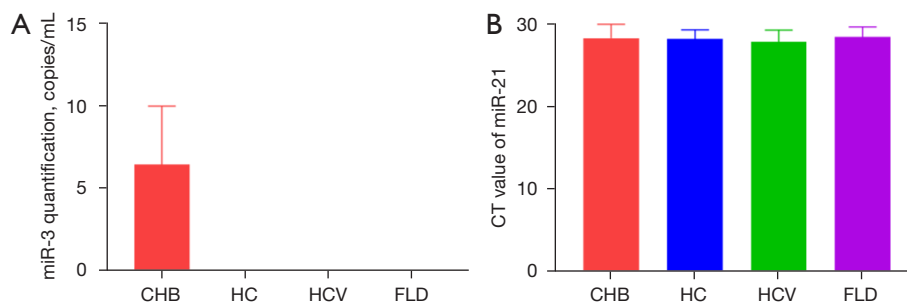 A
miR-3 quantification, copies/mL
15
10
5
0
CHB HC HCV FLD
B
CT value of miR-21
30
20
10
0
CHB HC HCV FLD